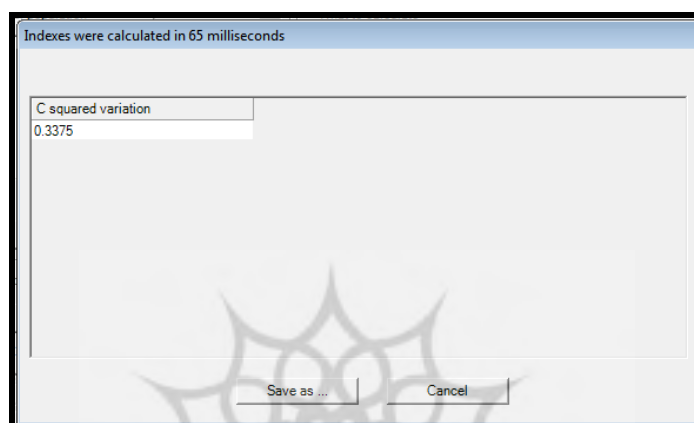 Indexes were calculated in 65 milliseconds
C squared variation
0.3375
Save as ...
Cancel